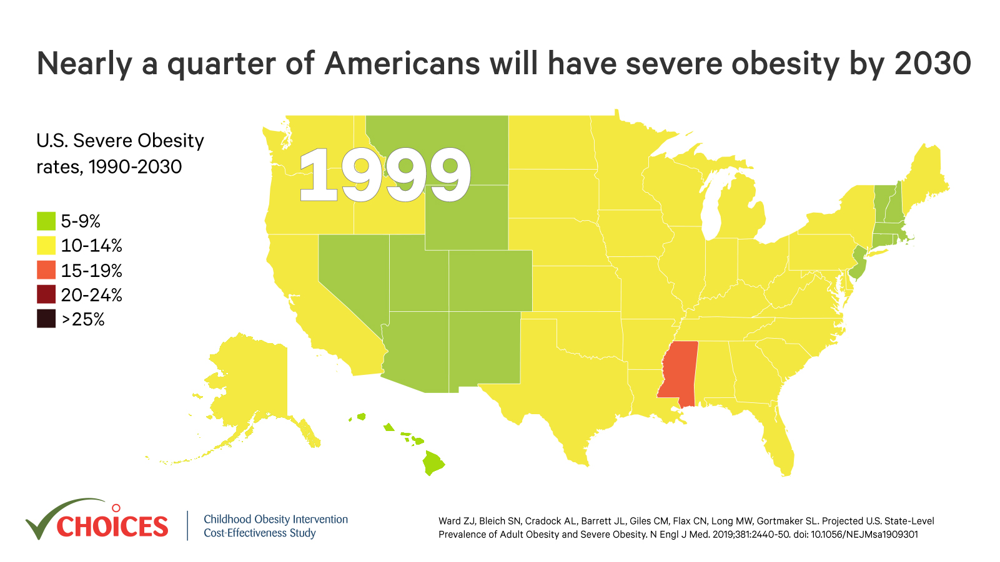 Nearly a quarter of Americans will have severe obesity by 2030
U.S. Severe Obesity
rates, 1990-2030
1999
5-9%
10-14%
15-19%
20-24%
>25%
CHOICES
Childhood Obesity Intervention
Cost-Effectiveness Study
Ward ZJ, Bleich SN, Cradock AL, Barrett JL, Giles CM, Flax CN, Long MW, Gortmaker SL. Projected U.S. State-Level
Prevalence of Adult Obesity and Severe Obesity. N Engl J Med. 2019;381:2440-50. doi: 10.1056/NEJMsa1909301